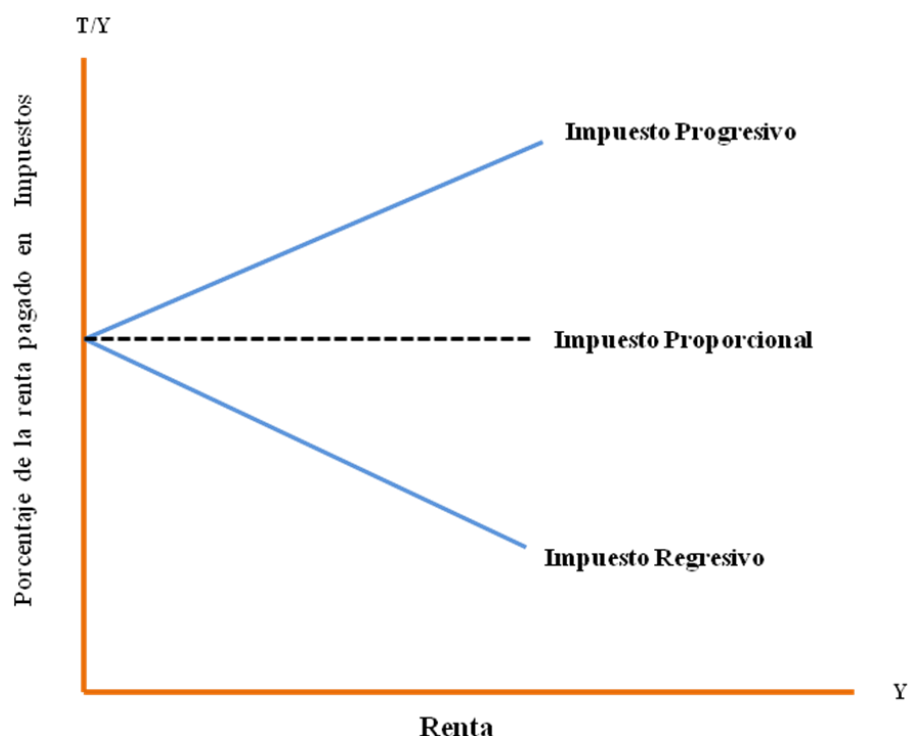 T/Y
Porcentaje de la renta pagado en Impuestos
Impuesto Progresivo
Impuesto Proporcional
Impuesto Regresivo
Y
Renta